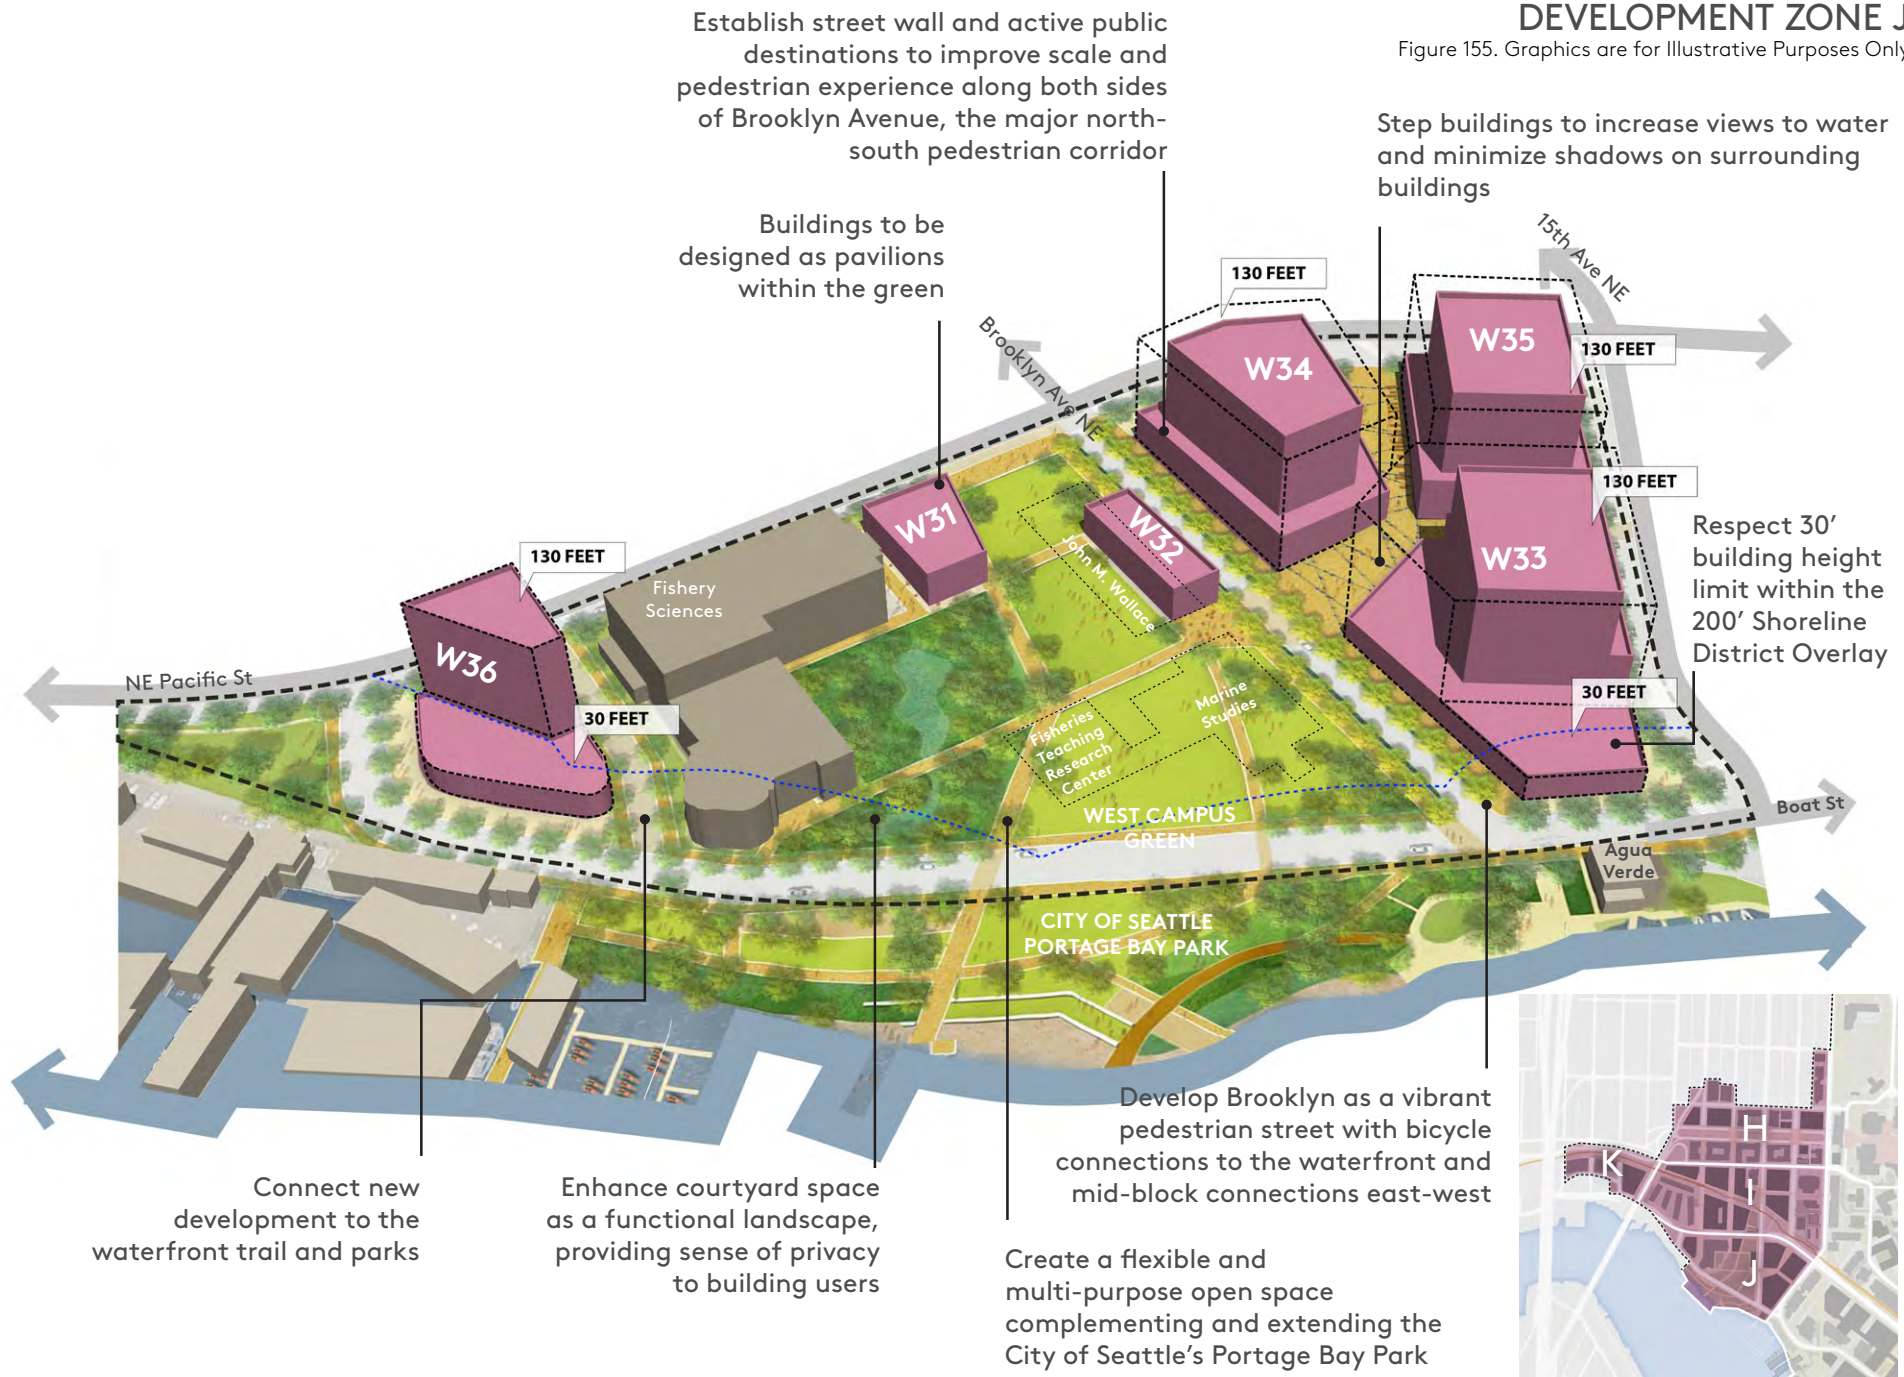 DEVELOPMENT ZONE J
Figure 155. Graphics are for Illustrative Purposes Only
Establish street wall and active public
destinations to improve scale and
pedestrian experience along both sides
of Brooklyn Avenue, the major north-
south pedestrian corridor
Step buildings to increase views to water
and minimize shadows on surrounding
buildings
Buildings to be
designed as pavilions
within the green
15th Ave NE
130 FEET
Brooklyn Ave NE
W34
W35
130 FEET
130 FEET
W31
W32
W33
Respect 30’
building height
limit within the
200’ Shoreline
District Overlay
130 FEET
Fishery
Sciences
John M. Wallace
W36
NE Pacific St
30 FEET
30 FEET
Marine
Studies
Fisheries
Teaching
Research
Center
WEST CAMPUS
GREEN
Boat St
Agua
Verde
CITY OF SEATTLE
PORTAGE BAY PARK
Connect new
development to the
waterfront trail and parks
Enhance courtyard space
as a functional landscape,
providing sense of privacy
to building users
Create a flexible and
multi-purpose open space
complementing and extending the
City of Seattle’s Portage Bay Park
Develop Brooklyn as a vibrant
pedestrian street with bicycle
connections to the waterfront and
mid-block connections east-west
H
K
I
J